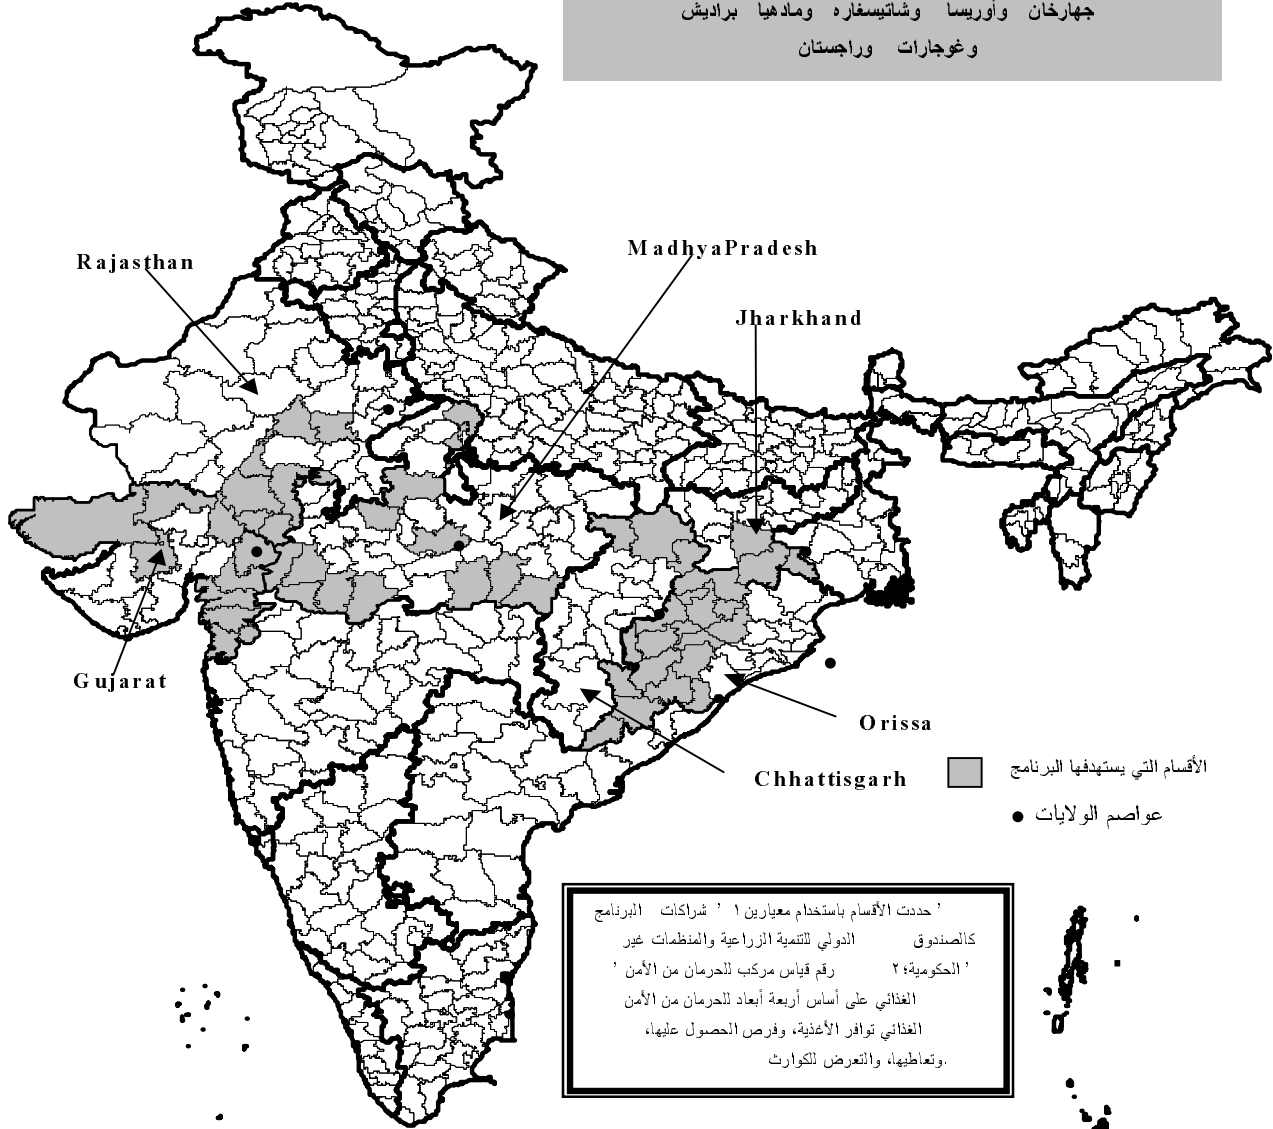 جهارخان وأوريسا وشاتيسغاره ومادهيا براديش
وغوجارات وراجستان
MadhyaPradesh
Rajasthan
Jharkhand
Gujarat
Orissa
الأقسام التي يستهدفها البرنامج
Chhattisgarh
عواصم الولايات
' حددت الأقسام باستخدام معيارين ١ ' شراكات البرنامج
كالصندوق الدولي للتنمية الزراعية والمنظمات غير
' الحكومية؛ ٢ رقم قياس مركب للحرمان من الأمن '
الغذائي على أساس أربعة أبعاد للحرمان من الأمن
الغذائي توافر الأغذية، وفرص الحصول عليها،
وتعاطيها، والتعرض للكوارث.